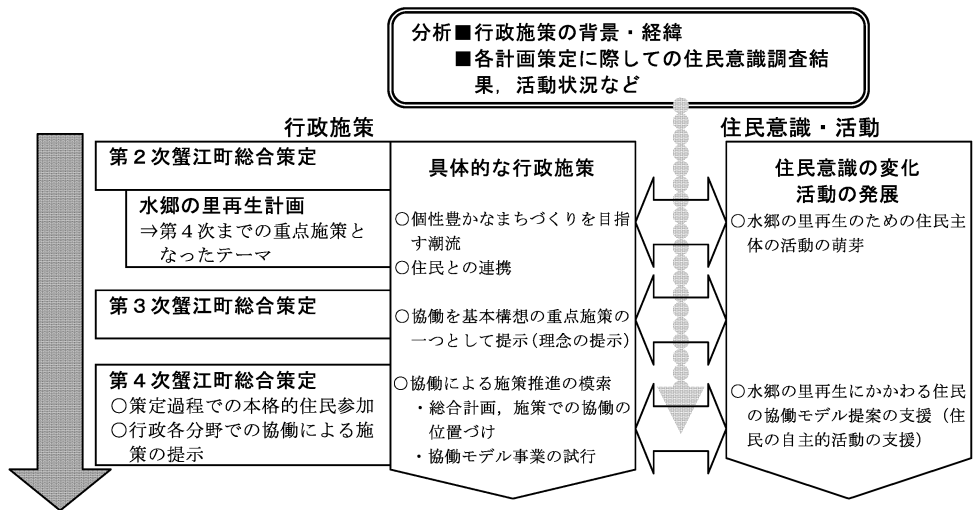 分析■行政施策の背景・経緯
■各計画策定に際しての住民意識調査結
果，活動状況など
行政施策
住民意識・活動
第２次蟹江町総合策定
水郷の里再生計画
⇒第４次までの重点施策と
なったテーマ
第３次蟹江町総合策定
第４次蟹江町総合策定
○策定過程での本格的住民参加
○行政各分野での協働による施
策の提示
具体的な行政施策
○個性豊かなまちづくりを目指
す潮流
○住民との連携
○協働を基本構想の重点施策の
一つとして提示（理念の提示）
○協働による施策推進の模索
・総合計画，施策での協働の
位置づけ
・協働モデル事業の試行
住民意識の変化
活動の発展
○水郷の里再生のための住民主
体の活動の萌芽
○水郷の里再生にかかわる住民
の協働モデル提案の支援（住
民の自主的活動の支援）